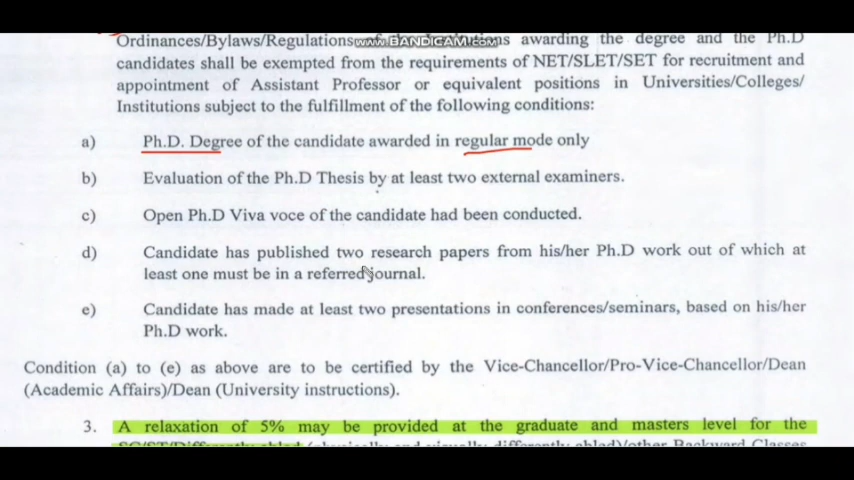 Ordinances/Bylaws/Regulations awarding the degree and the Ph.D
www.BANDICAM.com
candidates shall be exempted from the requirements of NET/SLET/SET for recruitment and
appointment of Assistant Professor or equivalent positions in Universities/Colleges/
Institutions subject to the fulfillment of the following conditions:
a) Ph.D. Degree of the candidate awarded in regular mode only
b) Evaluation of the Ph.D Thesis by at least two external examiners.
c) Open Ph.D Viva voce of the candidate had been conducted.
d) Candidate has published two research papers from his/her Ph.D work out of which at
least one must be in a referred journal.
e) Candidate has made at least two presentations in conferences/seminars, based on his/her
Ph.D work.
Condition (a) to (e) as above are to be certified by the Vice-Chancellor/Pro-Vice-Chancellor/Dean
(Academic Affairs)/Dean (University instructions).
3. A relaxation of 5% may be provided at the graduate and masters level for the